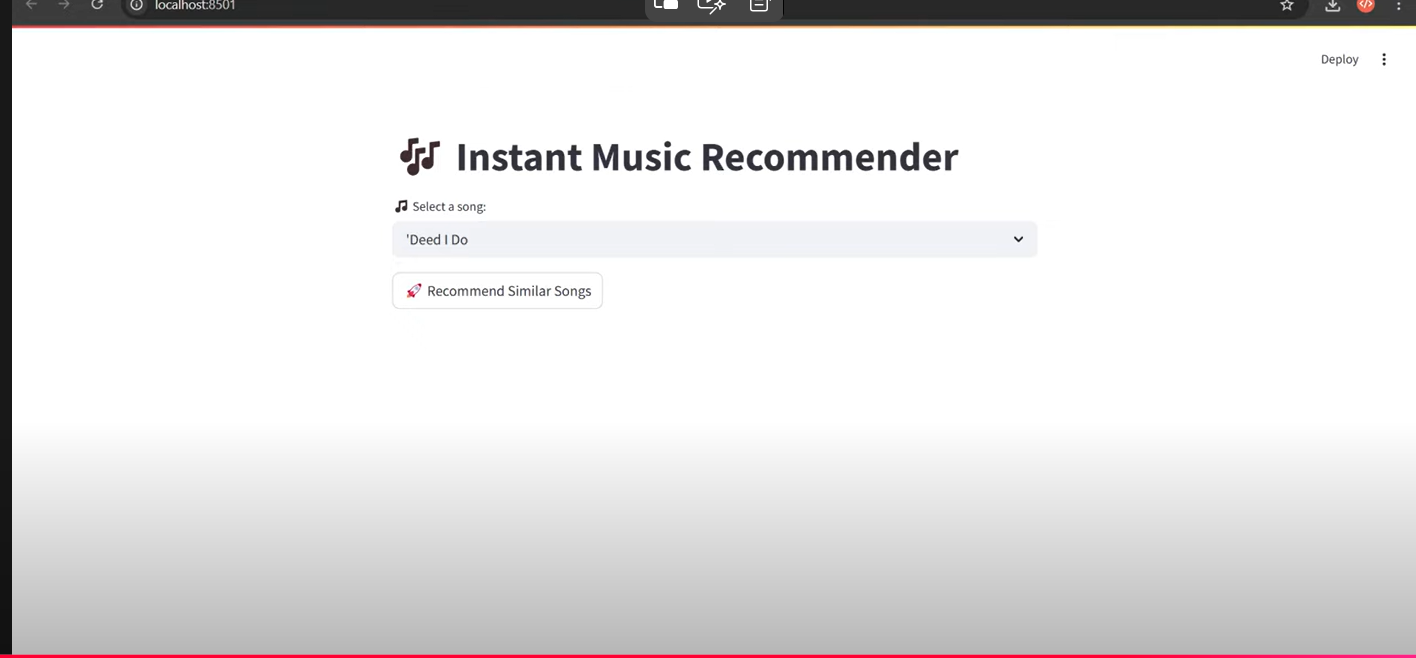 localhost:8501
Deploy
🎶 Instant Music Recommender
🎵 Select a song:
'Deed I Do
🚀 Recommend Similar Songs